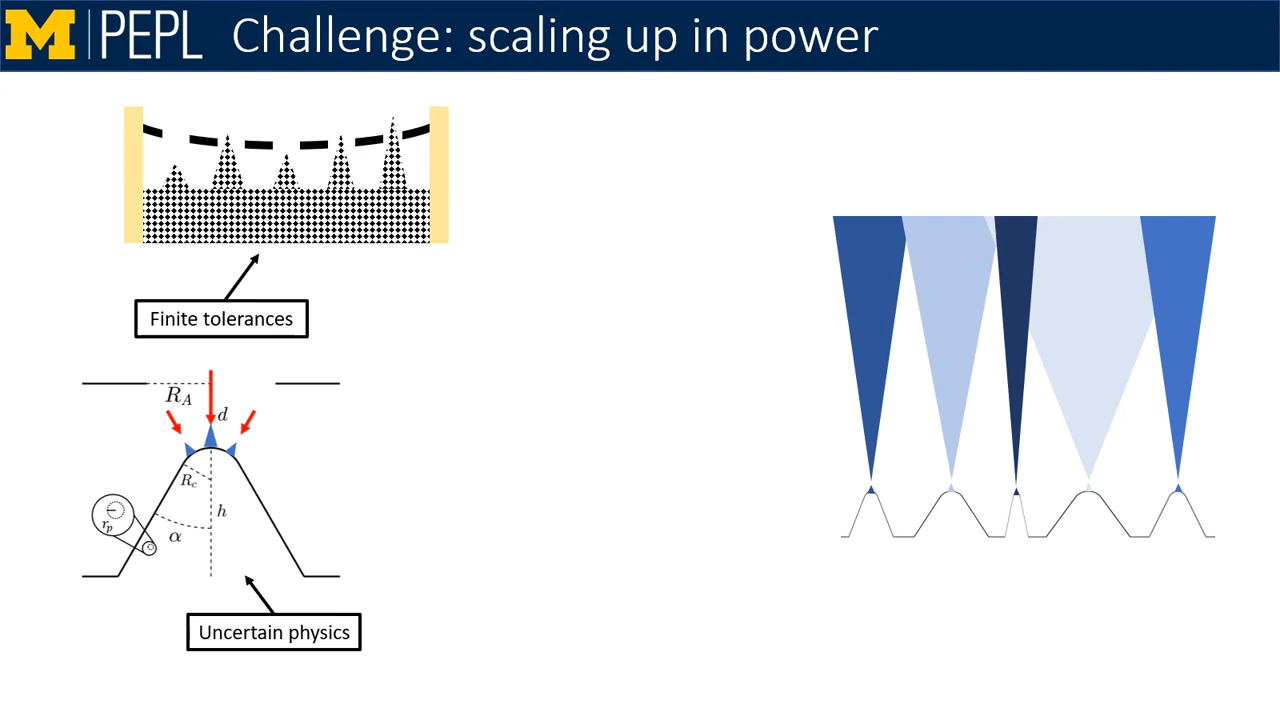 M PEPL Challenge: scaling up in power
Finite tolerances
R_A
d
R_c
h
r_p
α
Uncertain physics